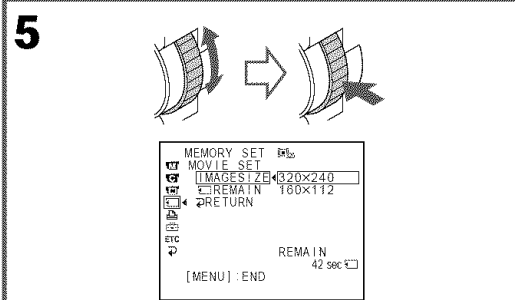 5
MEMORY SET
MOVIE SET
IMAGESIZE 320×240
REMAIN 160×112
RETURN
ETC
REMAIN
42 sec
[MENU] : END